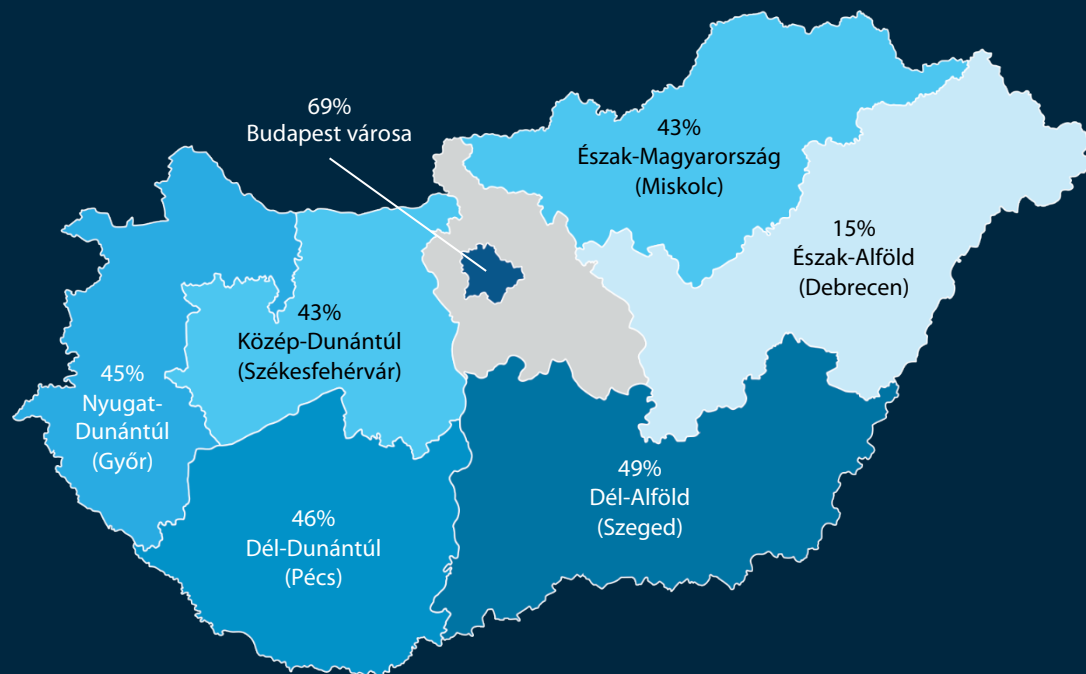 69%
Budapest városa
43%
Észak-Magyarország
(Miskolc)
15%
Észak-Alföld
(Debrecen)
43%
Közép-Dunántúl
(Székesfehérvár)
45%
Nyugat-
Dunántúl
(Győr)
49%
Dél-Alföld
(Szeged)
46%
Dél-Dunántúl
(Pécs)